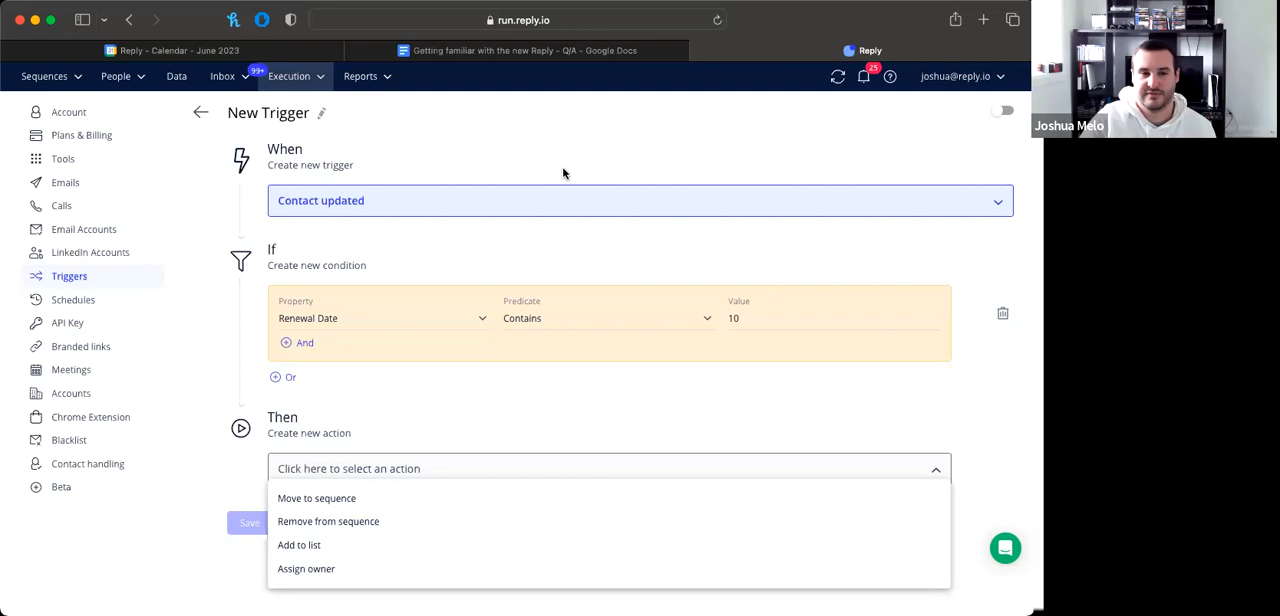 run.reply.io
Reply - Calendar - June 2023
Getting familiar with the new Reply - Q/A - Google Docs
Reply
Sequences People Data Inbox 99+ Execution Reports 25 joshua@reply.io
Joshua Melo
Account
Plans & Billing
Tools
Emails
Calls
Email Accounts
LinkedIn Accounts
Triggers
Schedules
API Key
Branded links
Meetings
Accounts
Chrome Extension
Blacklist
Contact handling
Beta
New Trigger
When
Create new trigger
Contact updated
If
Create new condition
Property Predicate Value
Renewal Date Contains 10
And
Or
Then
Create new action
Click here to select an action
Move to sequence
Save
Remove from sequence
Add to list
Assign owner